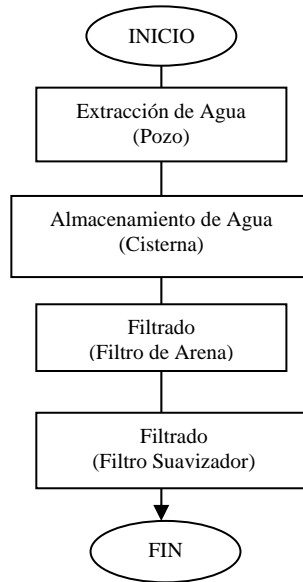 INICIO
Extracción de Agua
(Pozo)
Almacenamiento de Agua
(Cisterna)
Filtrado
(Filtro de Arena)
Filtrado
(Filtro Suavizador)
FIN